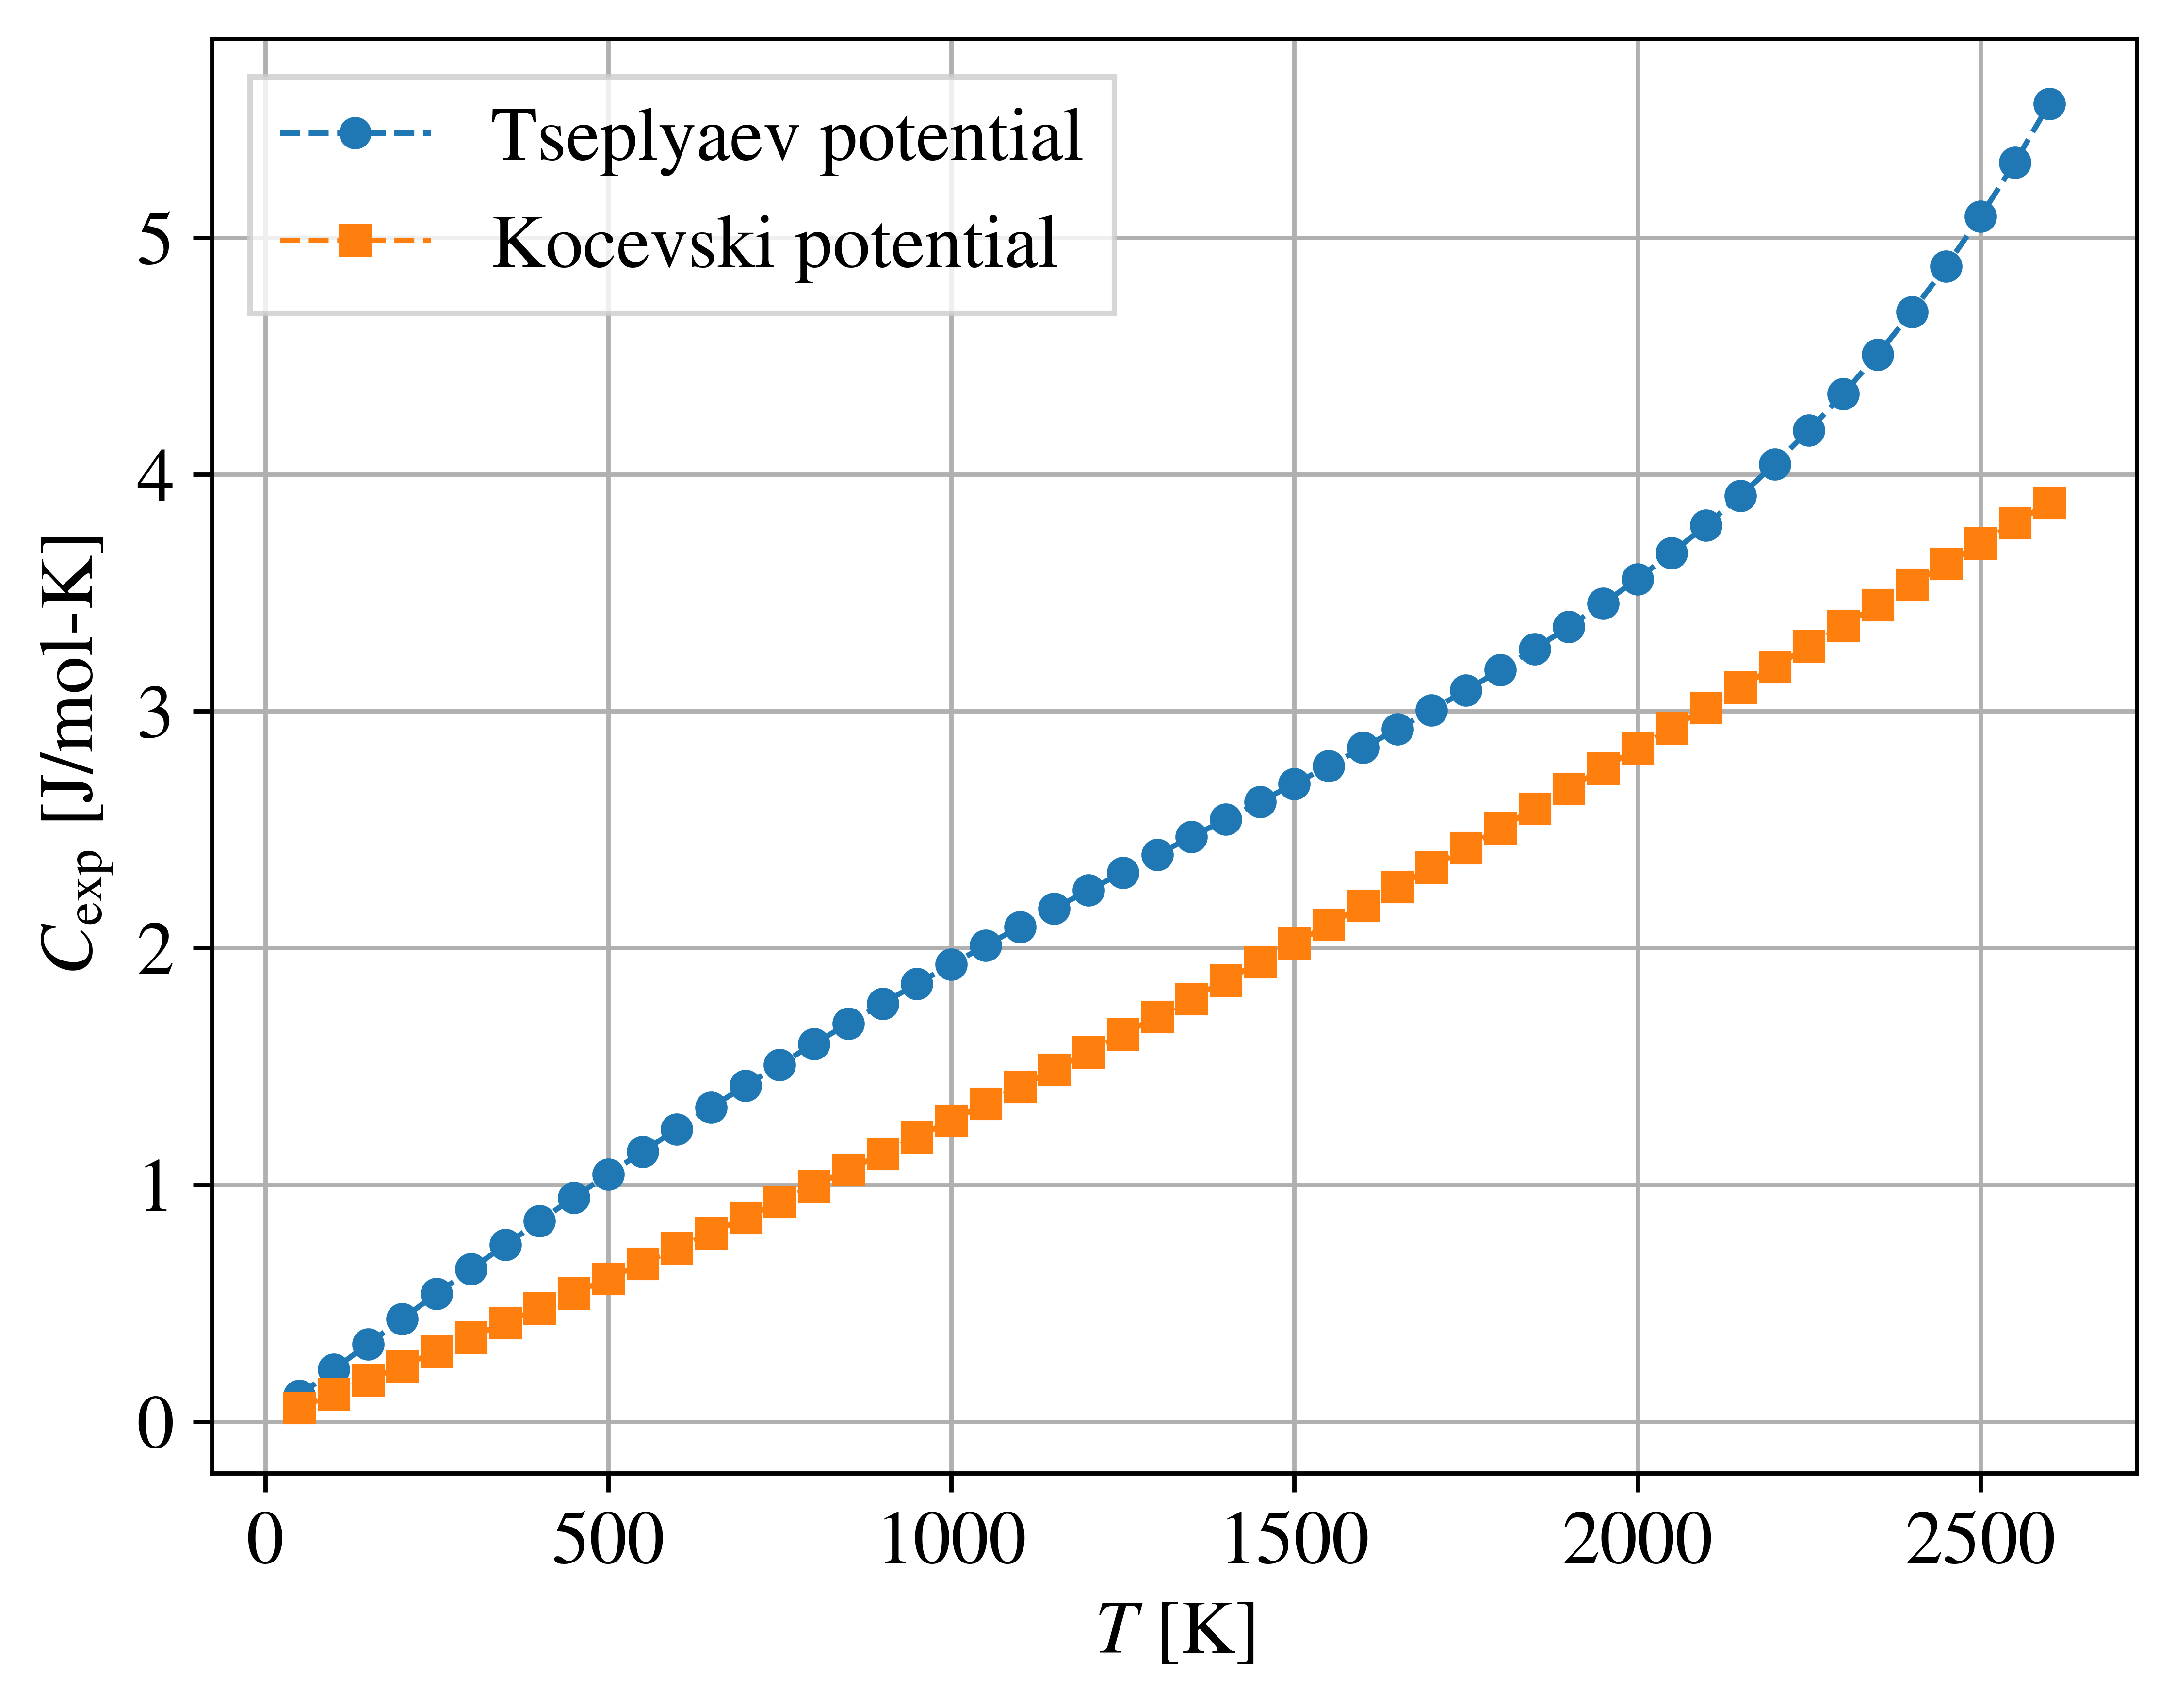 Tseplyaev potential
Kocevski potential
5
4
3
2
1
0
C_exp [J/mol-K]
0 500 1000 1500 2000 2500
T [K]